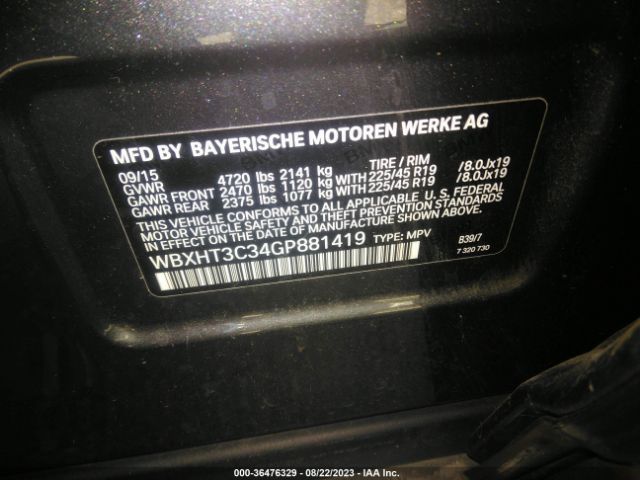 MFD BY BAYERISCHE MOTOREN WERKE AG
09/15 TIRE / RIM
GVWR 4720 lbs 2141 kg
GAWR FRONT 2470 lbs 1120 kg WITH 225/45 R19 /8.0Jx19
GAWR REAR 2375 lbs 1077 kg WITH 225/45 R19 /8.0Jx19
THIS VEHICLE CONFORMS TO ALL APPLICABLE U.S. FEDERAL
MOTOR VEHICLE SAFETY, BUMPER, AND THEFT PREVENTION
STANDARDS IN EFFECT ON THE DATE OF MANUFACTURE SHOWN ABOVE.
WBXHT3C34GP881419 TYPE: MPV B39/7
7 320 730
000-36476329 - 08/22/2023 - IAA Inc.